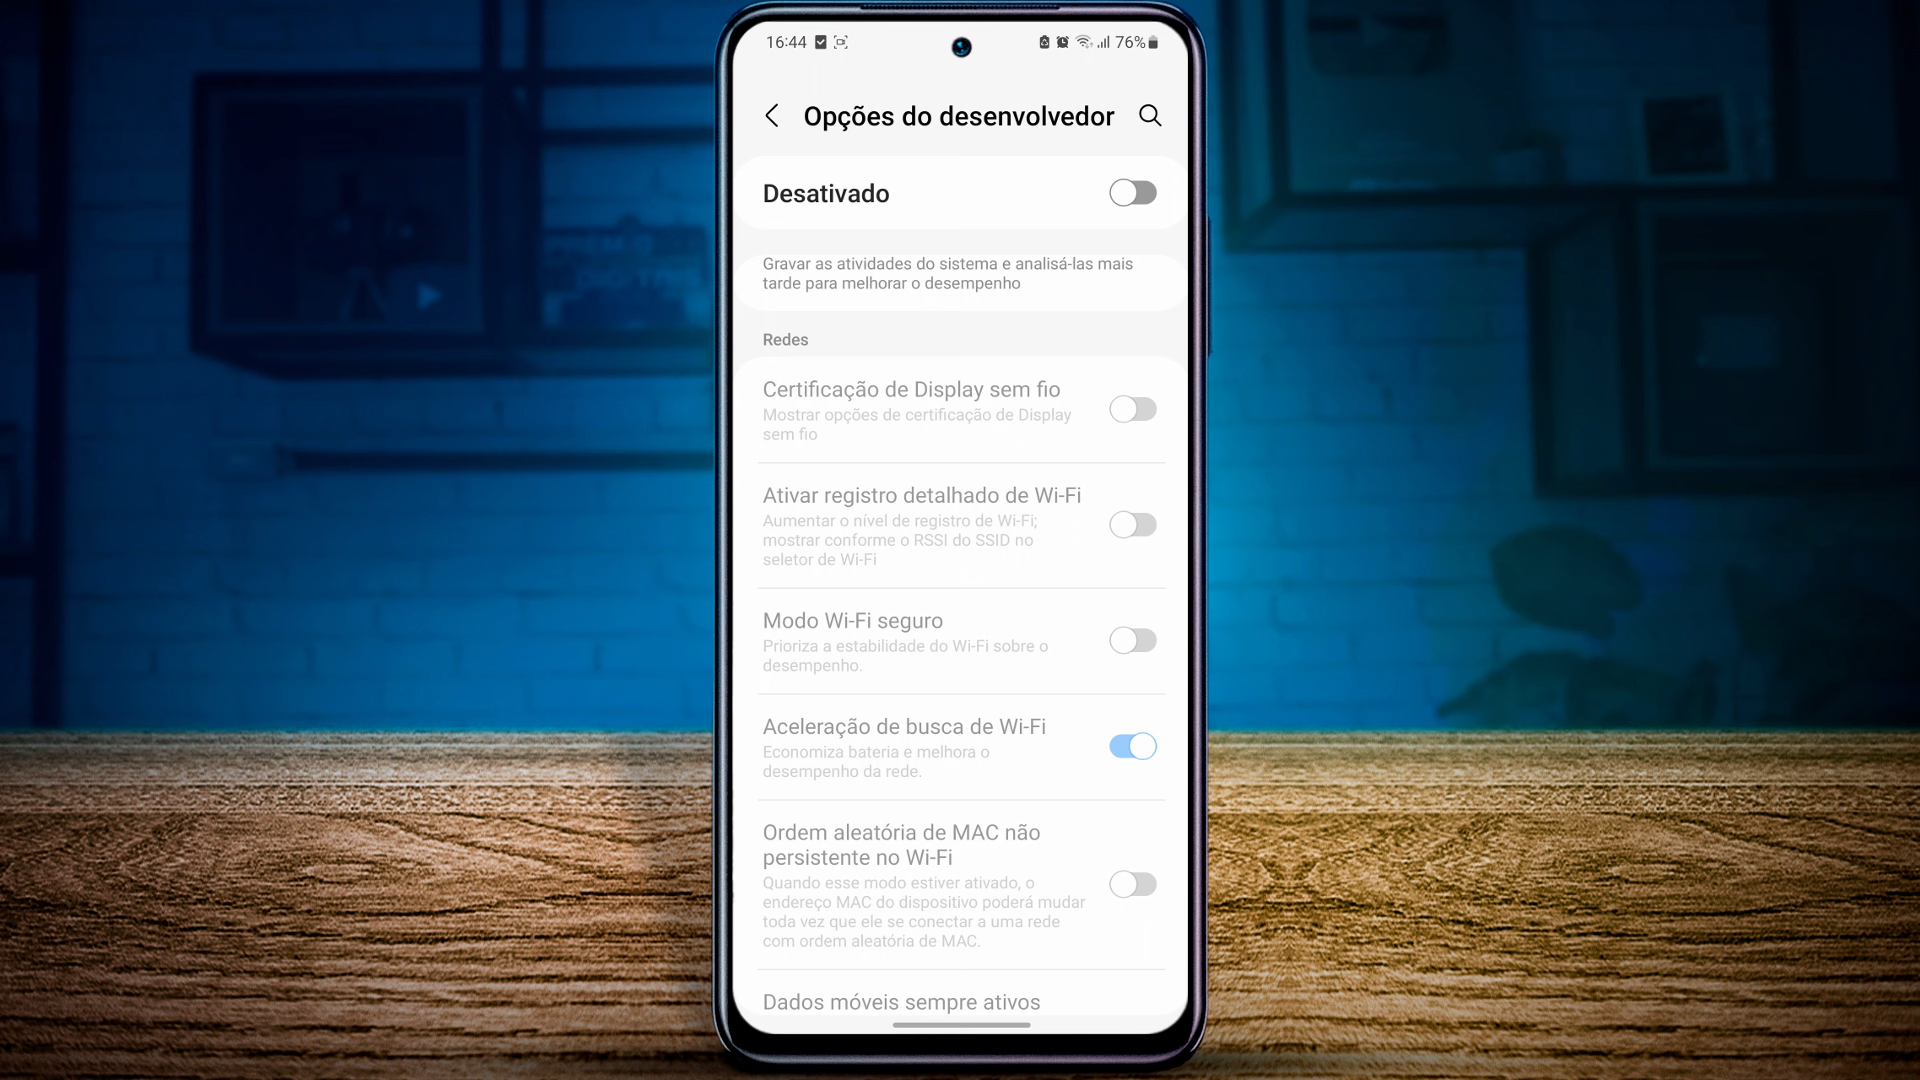 16:44
76%
Opções do desenvolvedor
Desativado
Gravar as atividades do sistema e analisá-las mais
tarde para melhorar o desempenho
Redes
Certificação de Display sem fio
Mostrar opções de certificação de Display
sem fio
Ativar registro detalhado de Wi-Fi
Aumentar o nível de registro de Wi-Fi;
mostrar conforme o RSSI do SSID no
seletor de Wi-Fi
Modo Wi-Fi seguro
Prioriza a estabilidade do Wi-Fi sobre o
desempenho.
Aceleração de busca de Wi-Fi
Economiza bateria e melhora o
desempenho da rede.
Ordem aleatória de MAC não
persistente no Wi-Fi
Quando esse modo estiver ativado, o
endereço MAC do dispositivo poderá mudar
toda vez que ele se conectar a uma rede
com ordem aleatória de MAC.
Dados móveis sempre ativos